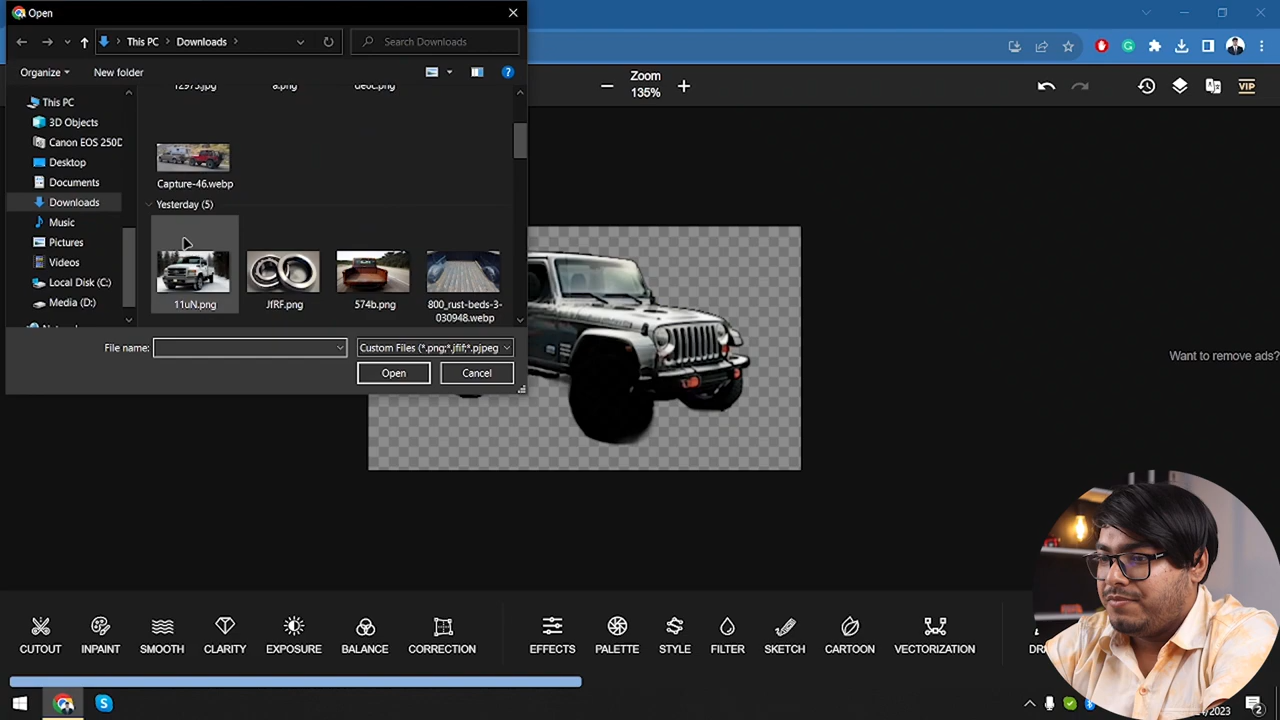 Open
This PC
Downloads
Search Downloads
Organize
New folder
This PC
3D Objects
Canon EOS 250D
Desktop
Documents
Downloads
Music
Pictures
Videos
Local Disk (C:)
Media (D:)
a.png
Capture-46.webp
Yesterday (5)
11uN.png
JfRF.png
574b.png
800_rust-beds-3-
030948.webp
File name:
Custom Files (*.png;*.jfif;*.pjpeg
Open
Cancel
Zoom
135%
VIP
Want to remove ads?
CUTOUT
INPAINT
SMOOTH
CLARITY
EXPOSURE
BALANCE
CORRECTION
EFFECTS
PALETTE
STYLE
FILTER
SKETCH
CARTOON
VECTORIZATION
2